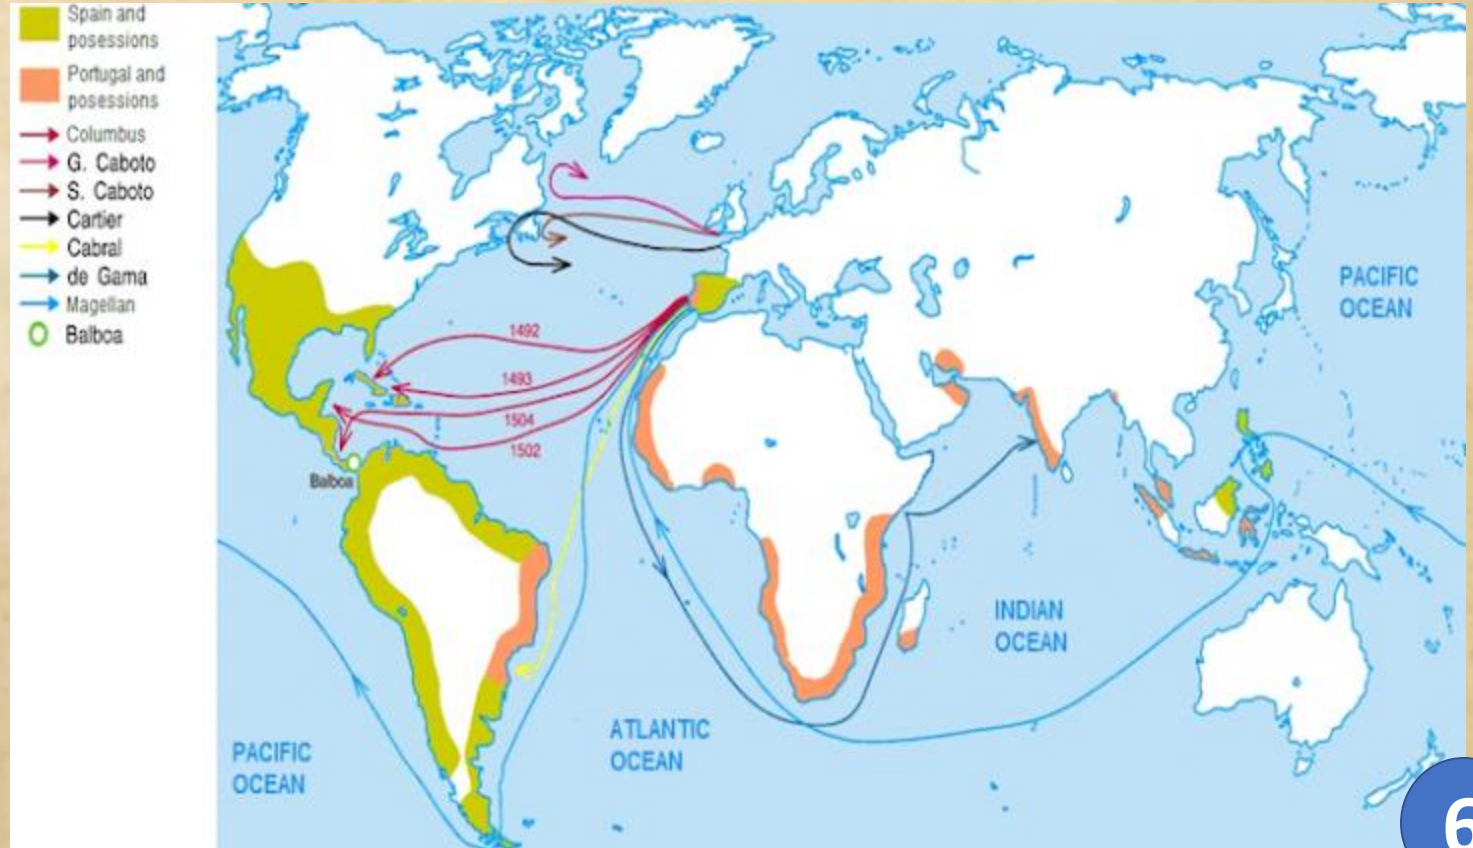 Spain and
posessions
Portugal and
posessions
Columbus
G. Caboto
S. Caboto
Cartier
Cabral
de Gama
Magellan
Balboa
1492
1493
1504
1502
Balboa
PACIFIC
OCEAN
ATLANTIC
OCEAN
INDIAN
OCEAN
PACIFIC
OCEAN
6